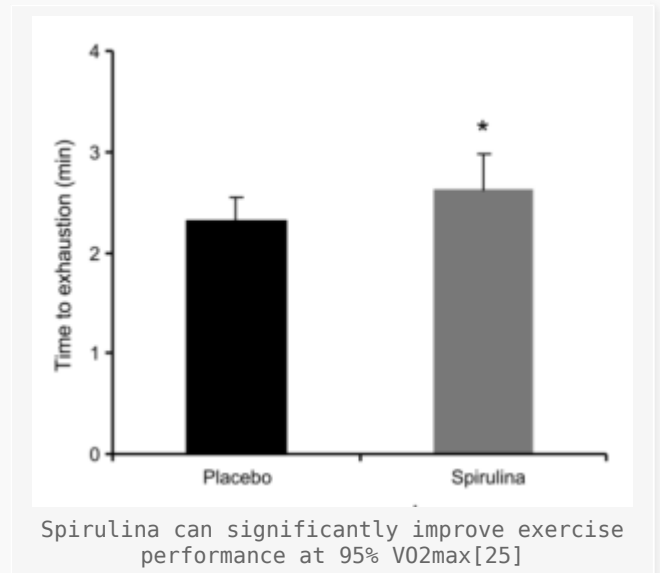 4
3
2
1
0
Time to exhaustion (min)
*
Placebo
Spirulina
Spirulina can significantly improve exercise
performance at 95% VO2max[25]